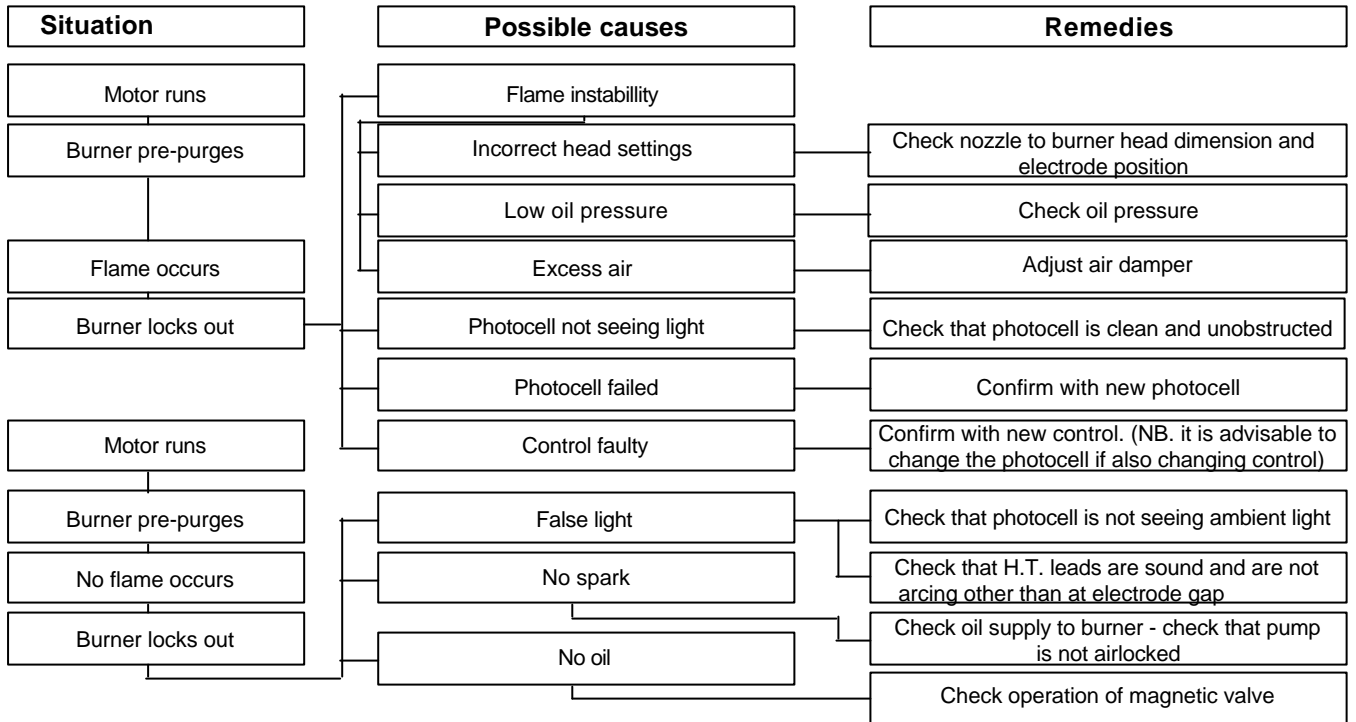 Situation
Possible causes
Remedies
Motor runs
Flame instabillity
Burner pre-purges
Incorrect head settings
Check nozzle to burner head dimension and
electrode position
Low oil pressure
Check oil pressure
Flame occurs
Excess air
Adjust air damper
Burner locks out
Photocell not seeing light
Check that photocell is clean and unobstructed
Photocell failed
Confirm with new photocell
Motor runs
Control faulty
Confirm with new control. (NB. it is advisable to
change the photocell if also changing control)
Burner pre-purges
False light
Check that photocell is not seeing ambient light
No flame occurs
No spark
Check that H.T. leads are sound and are not
arcing other than at electrode gap
Burner locks out
No oil
Check oil supply to burner - check that pump
is not airlocked
Check operation of magnetic valve